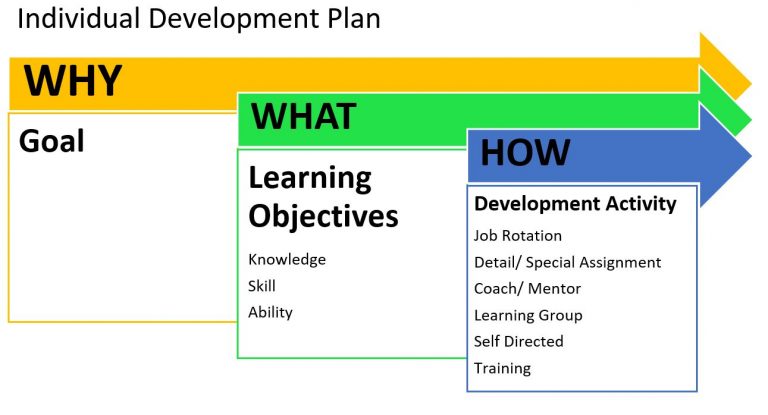 Individual Development Plan
WHY
Goal
WHAT
Learning
Objectives
Knowledge
Skill
Ability
HOW
Development Activity
Job Rotation
Detail/ Special Assignment
Coach/ Mentor
Learning Group
Self Directed
Training